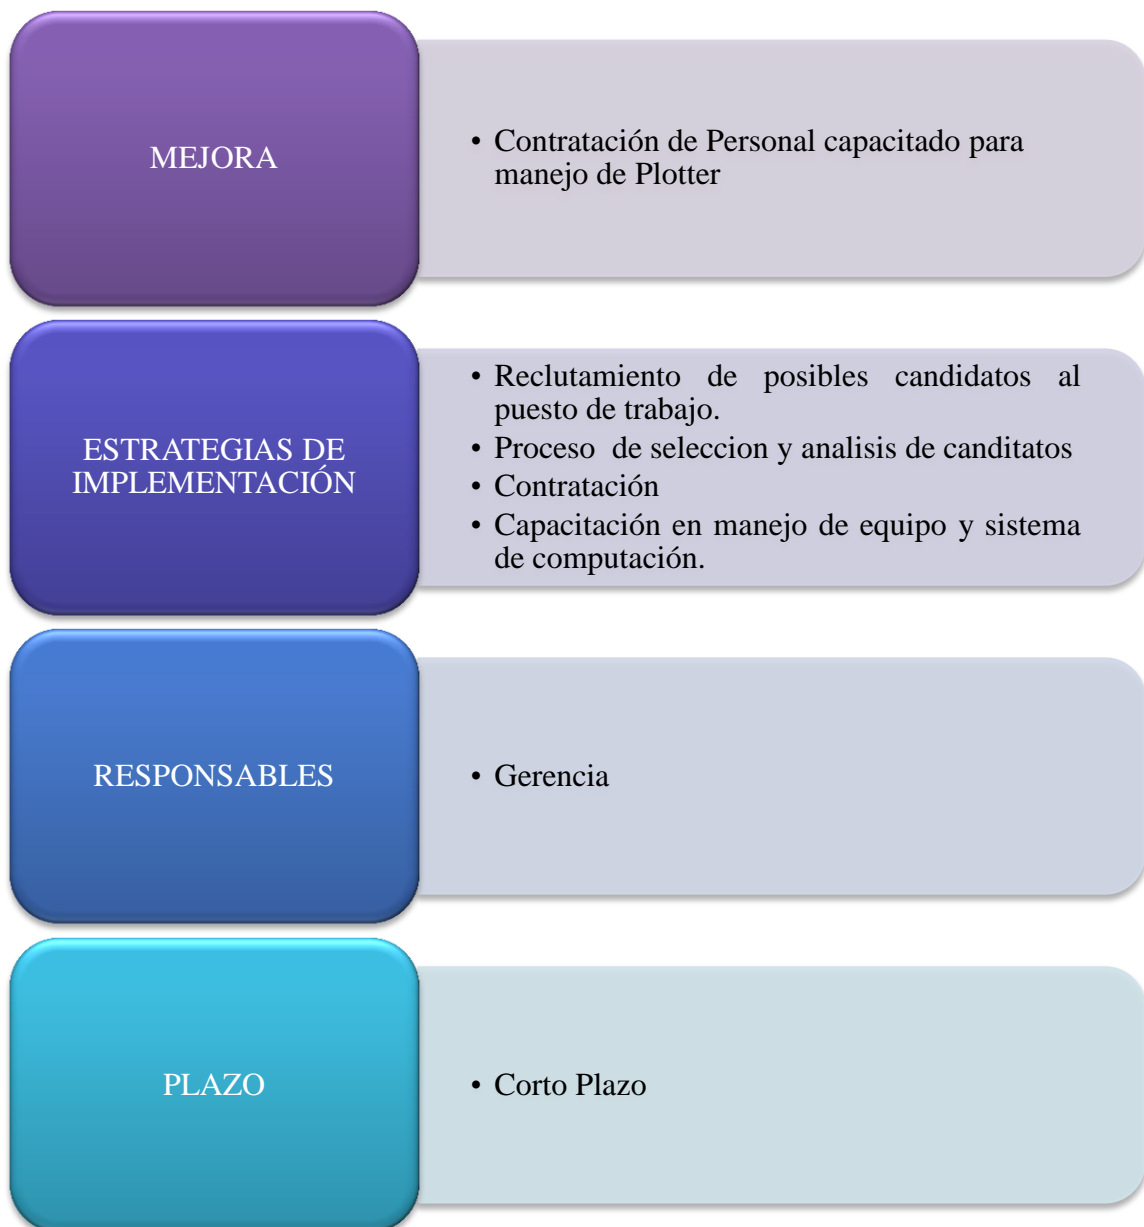 MEJORA
• Contratación de Personal capacitado para
manejo de Plotter
ESTRATEGIAS DE
IMPLEMENTACIÓN
• Reclutamiento de posibles candidatos al
puesto de trabajo.
• Proceso de seleccion y analisis de canditatos
• Contratación
• Capacitación en manejo de equipo y sistema
de computación.
RESPONSABLES
• Gerencia
PLAZO
• Corto Plazo